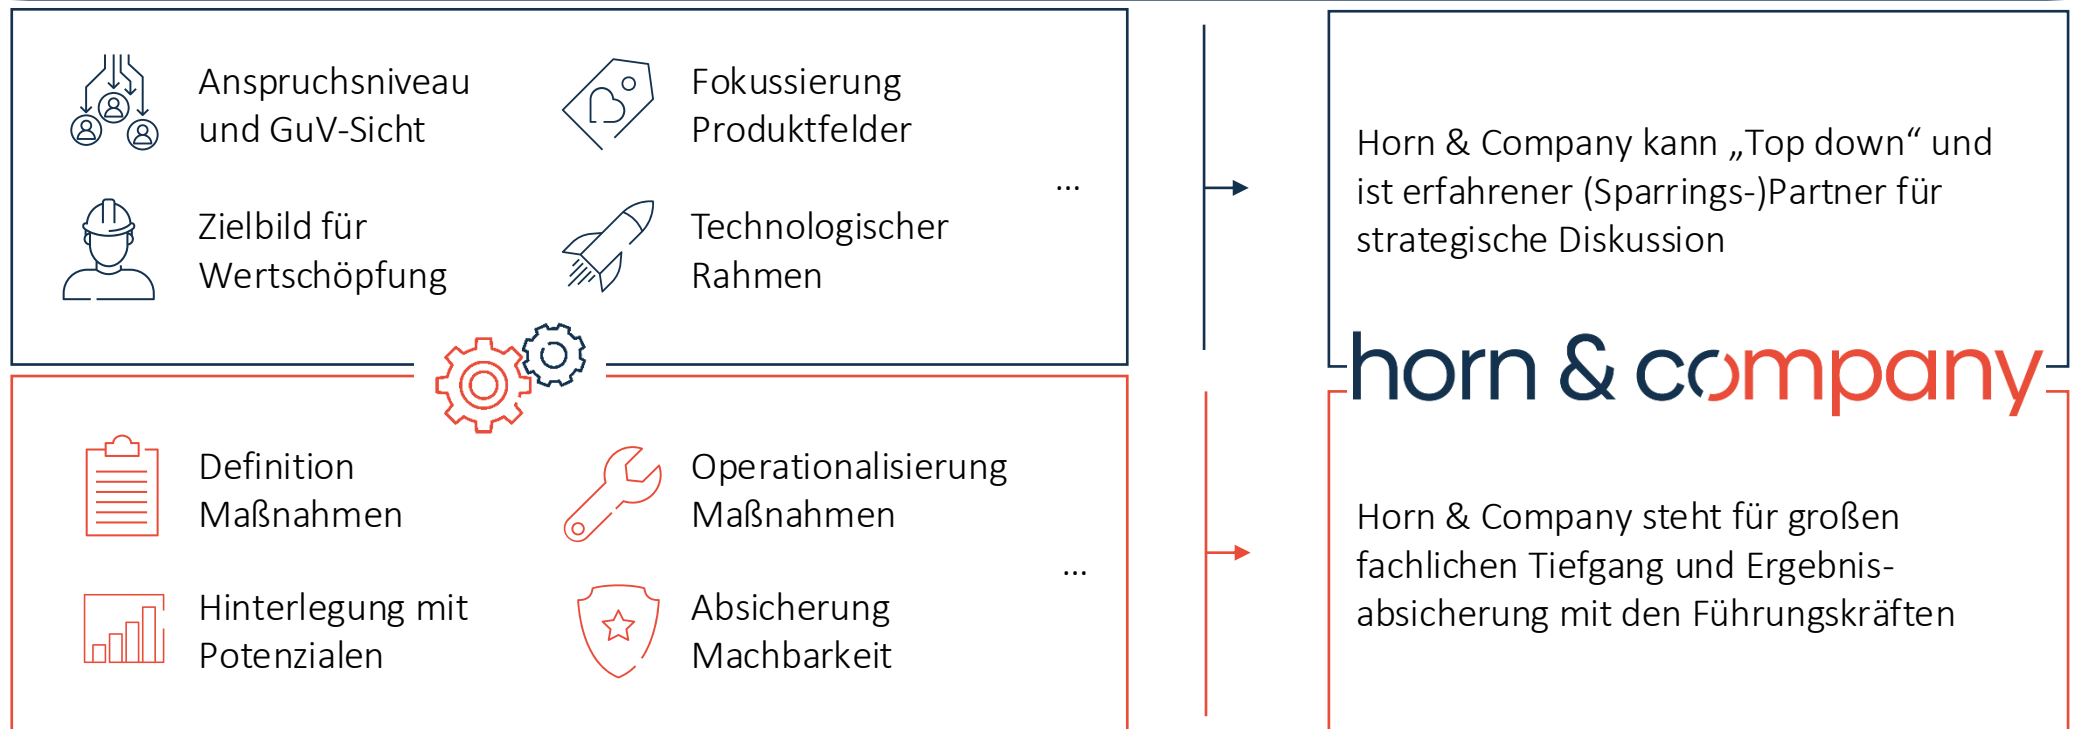 Anspruchsniveau
und GuV-Sicht
Fokussierung
Produktfelder
Zielbild für
Wertschöpfung
Technologischer
Rahmen
...
Horn & Company kann „Top down“ und
ist erfahrener (Sparrings-)Partner für
strategische Diskussion
horn & company
Definition
Maßnahmen
Operationalisierung
Maßnahmen
Hinterlegung mit
Potenzialen
Absicherung
Machbarkeit
...
Horn & Company steht für großen
fachlichen Tiefgang und Ergebnis-
absicherung mit den Führungskräften